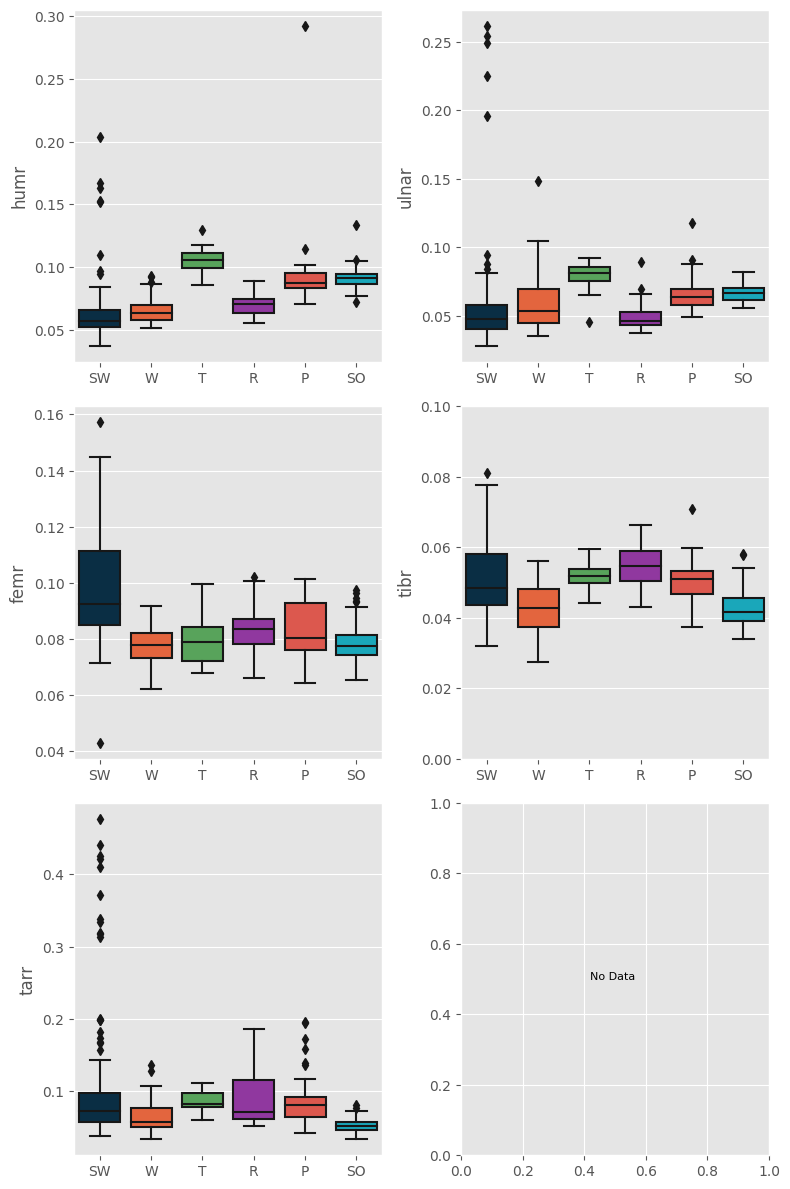 0.30
0.25
0.20
0.15
0.10
0.05
humr
SW W T R P SO
0.25
0.20
0.15
0.10
0.05
ulnar
SW W T R P SO
0.16
0.14
0.12
0.10
0.08
0.06
0.04
femr
SW W T R P SO
0.10
0.08
0.06
0.04
0.02
0.00
tibr
SW W T R P SO
0.4
0.3
0.2
0.1
tarr
SW W T R P SO
1.0
0.8
0.6
0.4
0.2
0.0
No Data
0.0 0.2 0.4 0.6 0.8 1.0